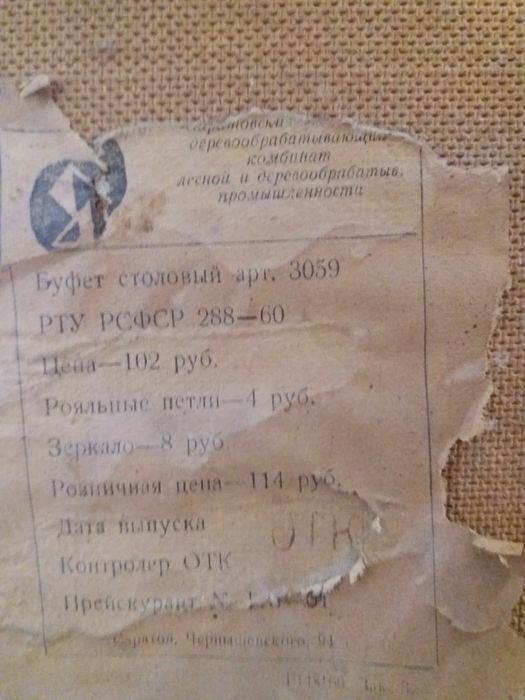 деревообрабатывающий
комбинат
лесной и деревообрабатыв.
промышленности
Буфет столовый арт. 3059
РТУ РСФСР 288—60
Цена—102 руб.
Рояльные петли—4 руб.
Зеркало—8 руб
Розничная цена—114 руб.
Дата выпуска
ОТК
Контролер ОТК
Прейскурант №
Саратов, Чернышевского, 94